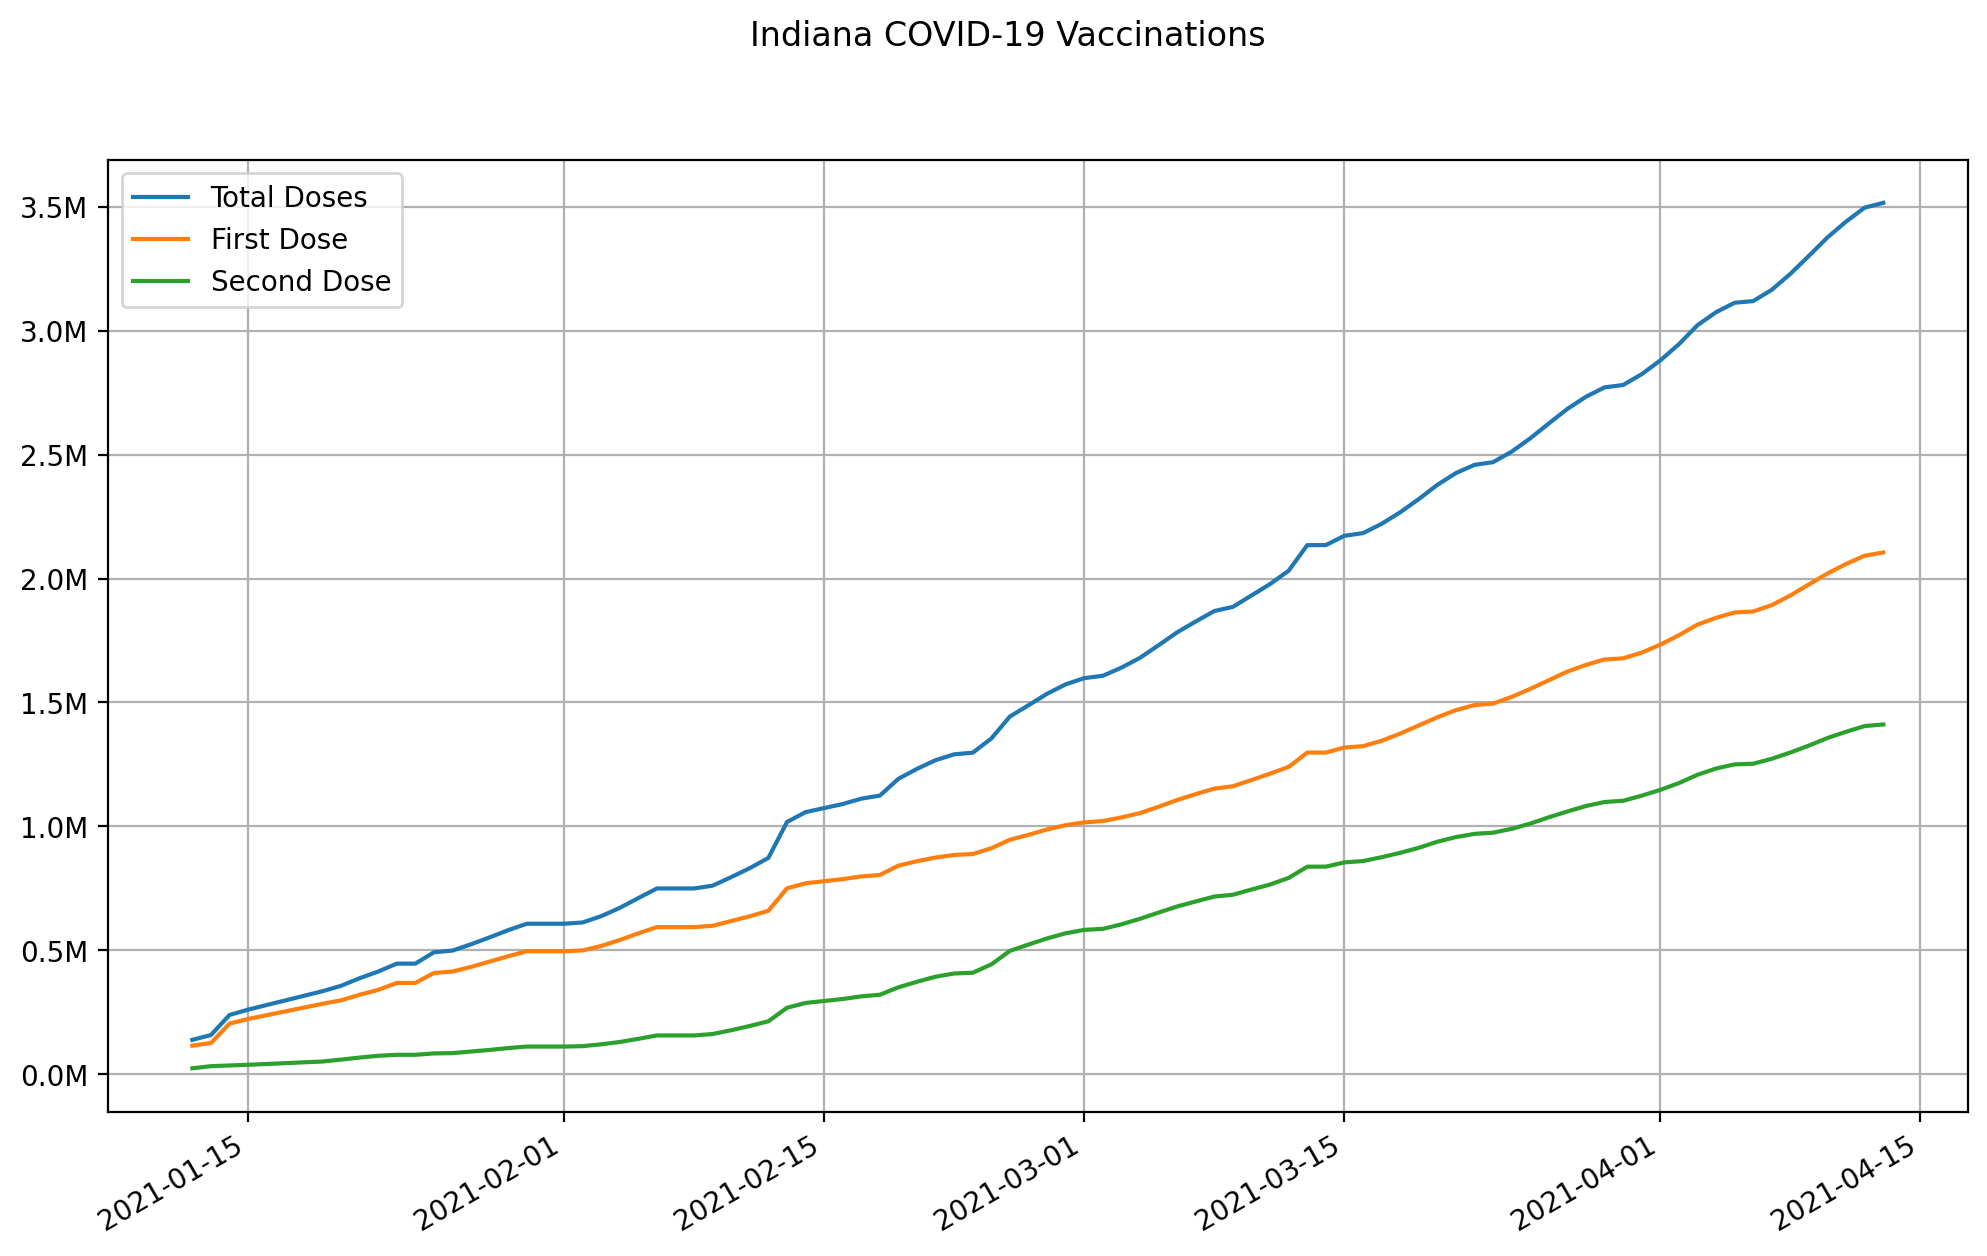 Indiana COVID-19 Vaccinations
Total Doses
First Dose
Second Dose
3.5M
3.0M
2.5M
2.0M
1.5M
1.0M
0.5M
0.0M
2021-01-15
2021-02-01
2021-02-15
2021-03-01
2021-03-15
2021-04-01
2021-04-15